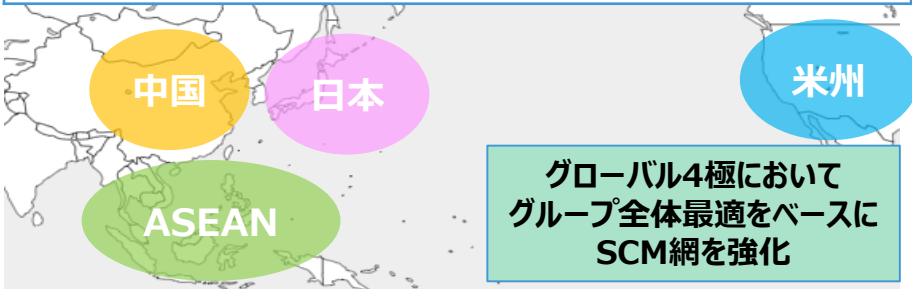 中国
日本
米州
ASEAN
グローバル4極において
グループ全体最適をベースに
SCM網を強化